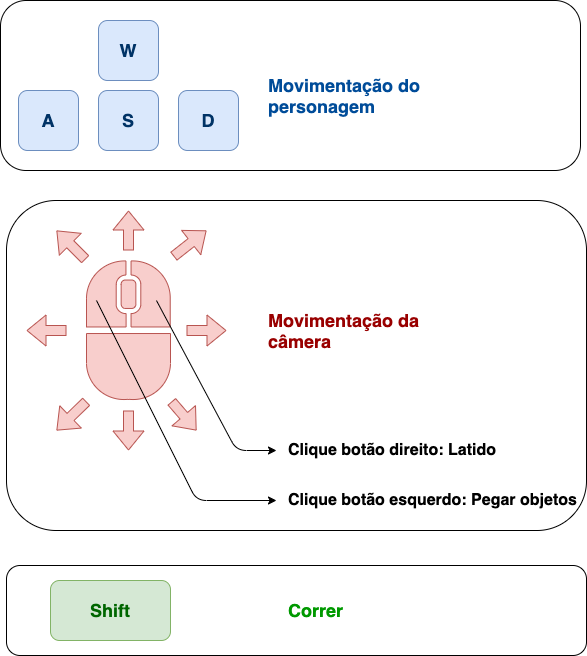 W
A S D
Movimentação do
personagem
Movimentação da
câmera
Clique botão direito: Latido
Clique botão esquerdo: Pegar objetos
Shift
Correr